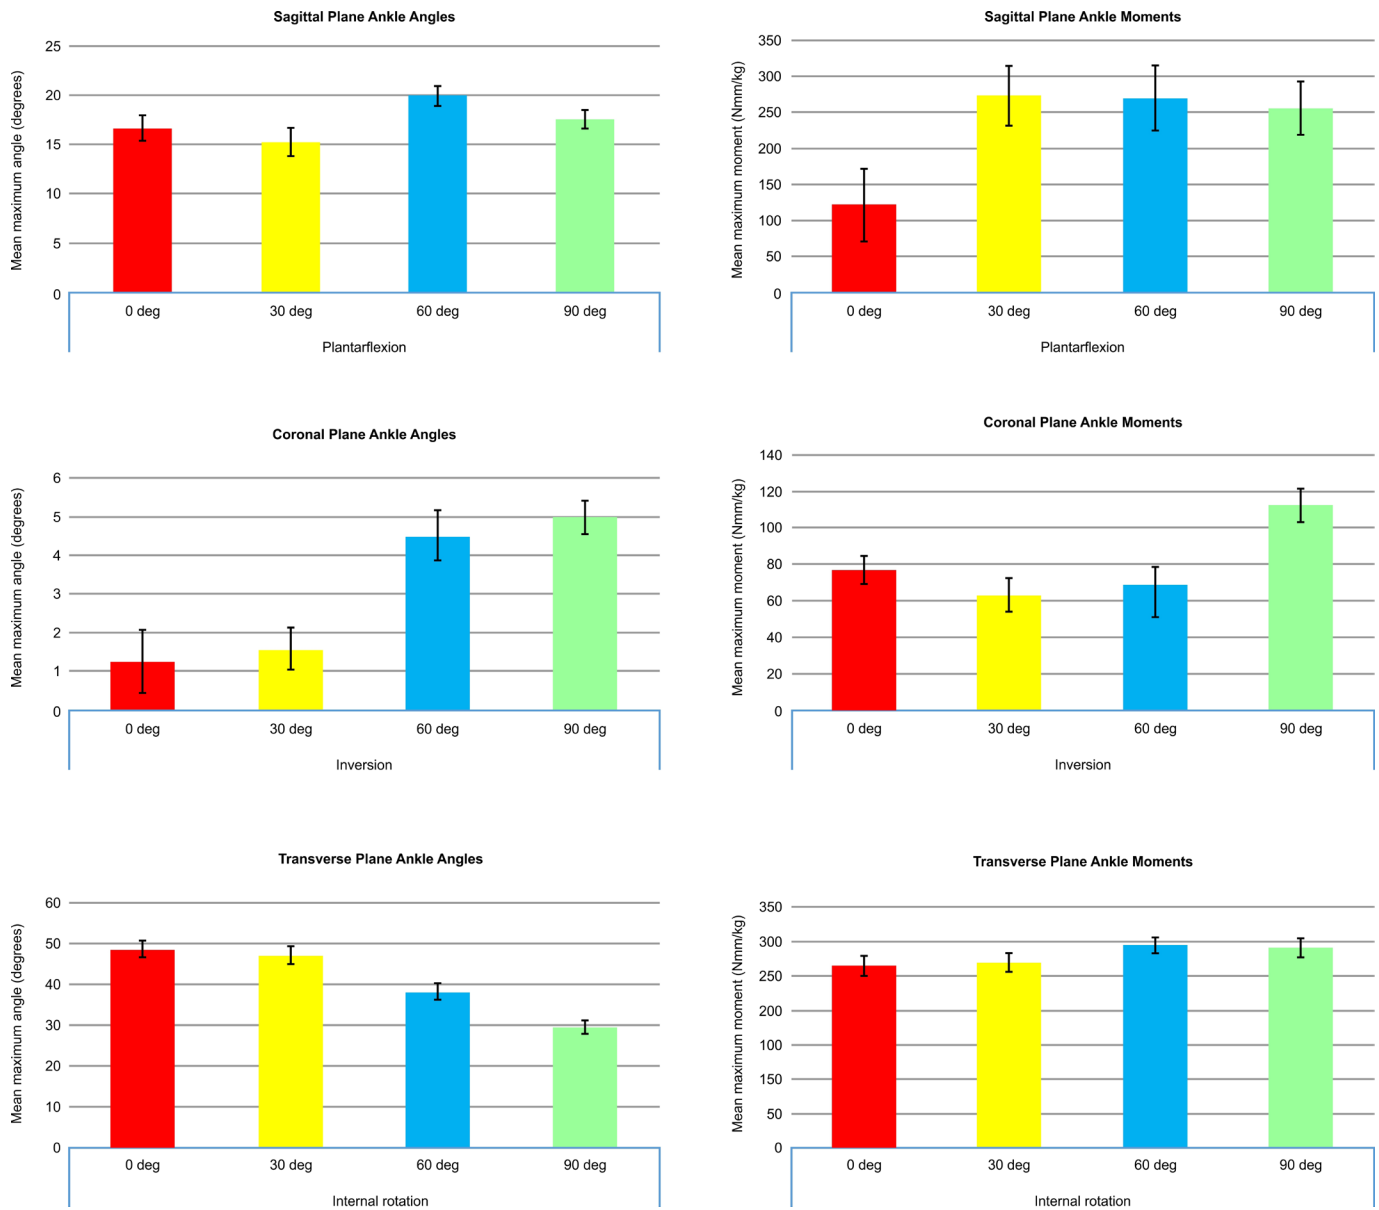 Sagittal Plane Ankle Angles
Mean maximum angle (degrees)
25
20
15
10
5
0
0 deg 30 deg 60 deg 90 deg
Plantarflexion
Sagittal Plane Ankle Moments
Mean maximum moment (Nmm/kg)
350
300
250
200
150
100
50
0
0 deg 30 deg 60 deg 90 deg
Plantarflexion
Coronal Plane Ankle Angles
Mean maximum angle (degrees)
6
5
4
3
2
1
0
0 deg 30 deg 60 deg 90 deg
Inversion
Coronal Plane Ankle Moments
Mean maximum moment (Nmm/kg)
140
120
100
80
60
40
20
0
0 deg 30 deg 60 deg 90 deg
Inversion
Transverse Plane Ankle Angles
Mean maximum angle (degrees)
60
50
40
30
20
10
0
0 deg 30 deg 60 deg 90 deg
Internal rotation
Transverse Plane Ankle Moments
Mean maximum moment (Nmm/kg)
350
300
250
200
100
150
50
0
0 deg 30 deg 60 deg 90 deg
Internal rotation